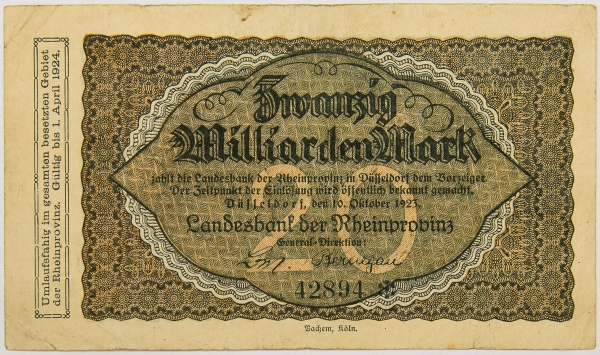 Umlaufsfähig im gesamten besetzten Gebiet
der Rheinprovinz. Gültig bis 1. April 1924.
Zwanzig
Milliarden Mark
zahlt die Landesbank der Rheinprovinz in Düsseldorf dem Vorzeiger.
Der Zeitpunkt der Einlösung wird öffentlich bekannt gemacht.
Düsseldorf, den 10. Oktober 1923.
Landesbank der Rheinprovinz
General-Direktion:
20
42894 *
Bachem, Köln.